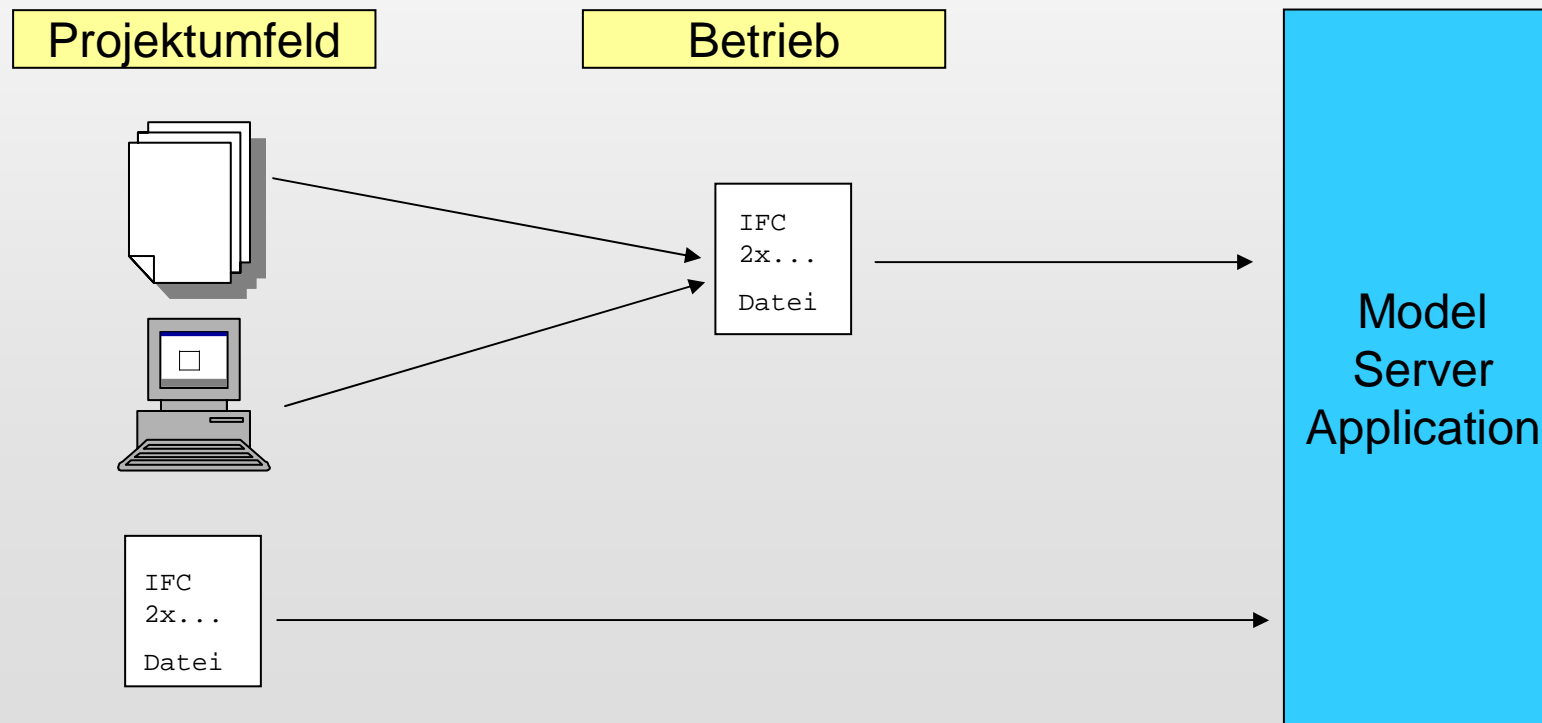 Projektumfeld
Betrieb
IFC
2x...
Datei
IFC
2x...
Datei
Model
Server
Application